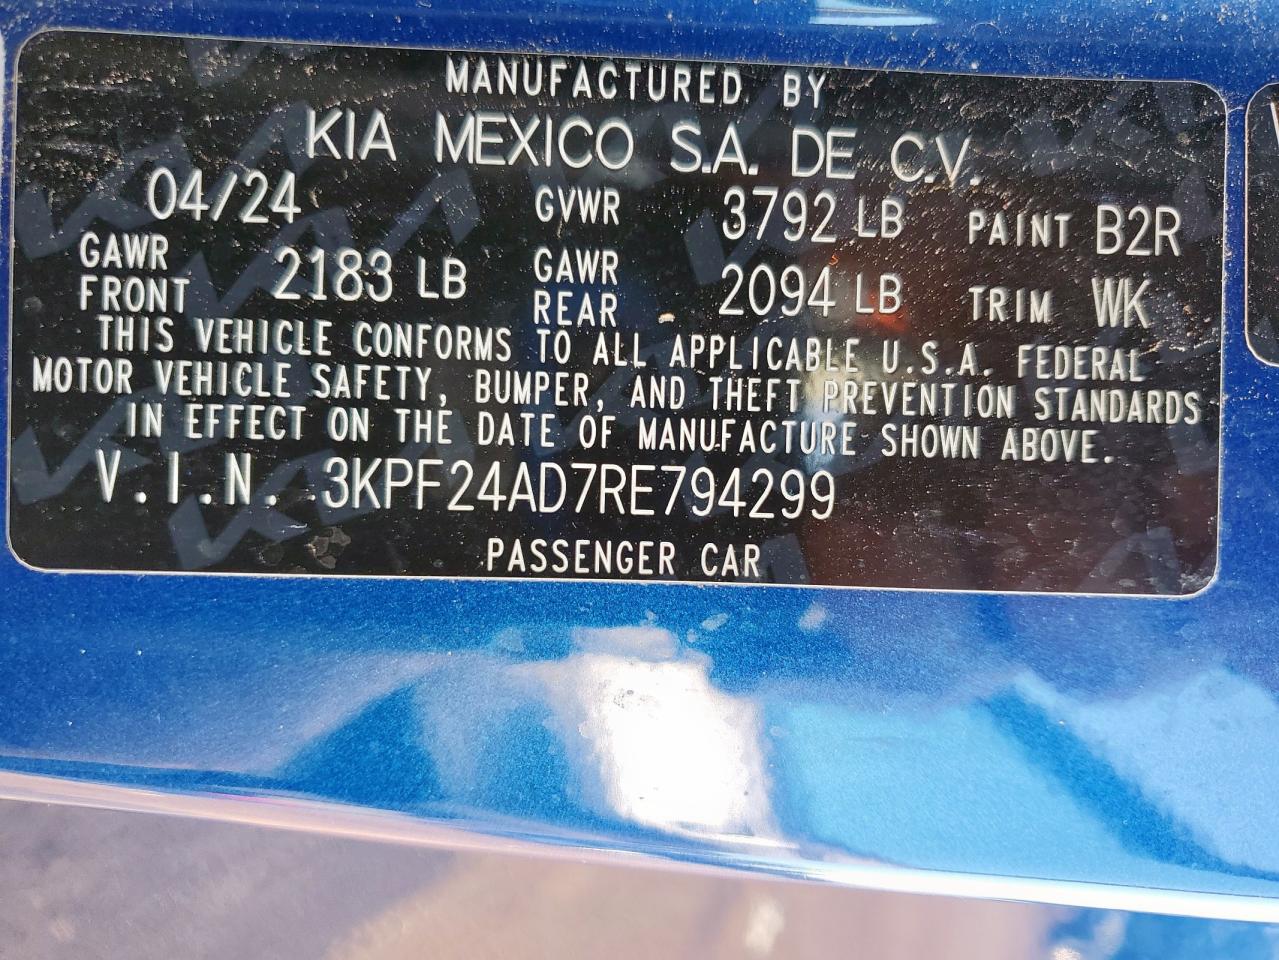 MANUFACTURED BY
KIA MEXICO S.A. DE C.V.
04/24 GVWR 3792 LB PAINT B2R
GAWR FRONT 2183 LB GAWR REAR 2094 LB TRIM WK
THIS VEHICLE CONFORMS TO ALL APPLICABLE U.S.A. FEDERAL
MOTOR VEHICLE SAFETY, BUMPER, AND THEFT PREVENTION STANDARDS
IN EFFECT ON THE DATE OF MANUFACTURE SHOWN ABOVE.
V.I.N. 3KPF24AD7RE794299
PASSENGER CAR